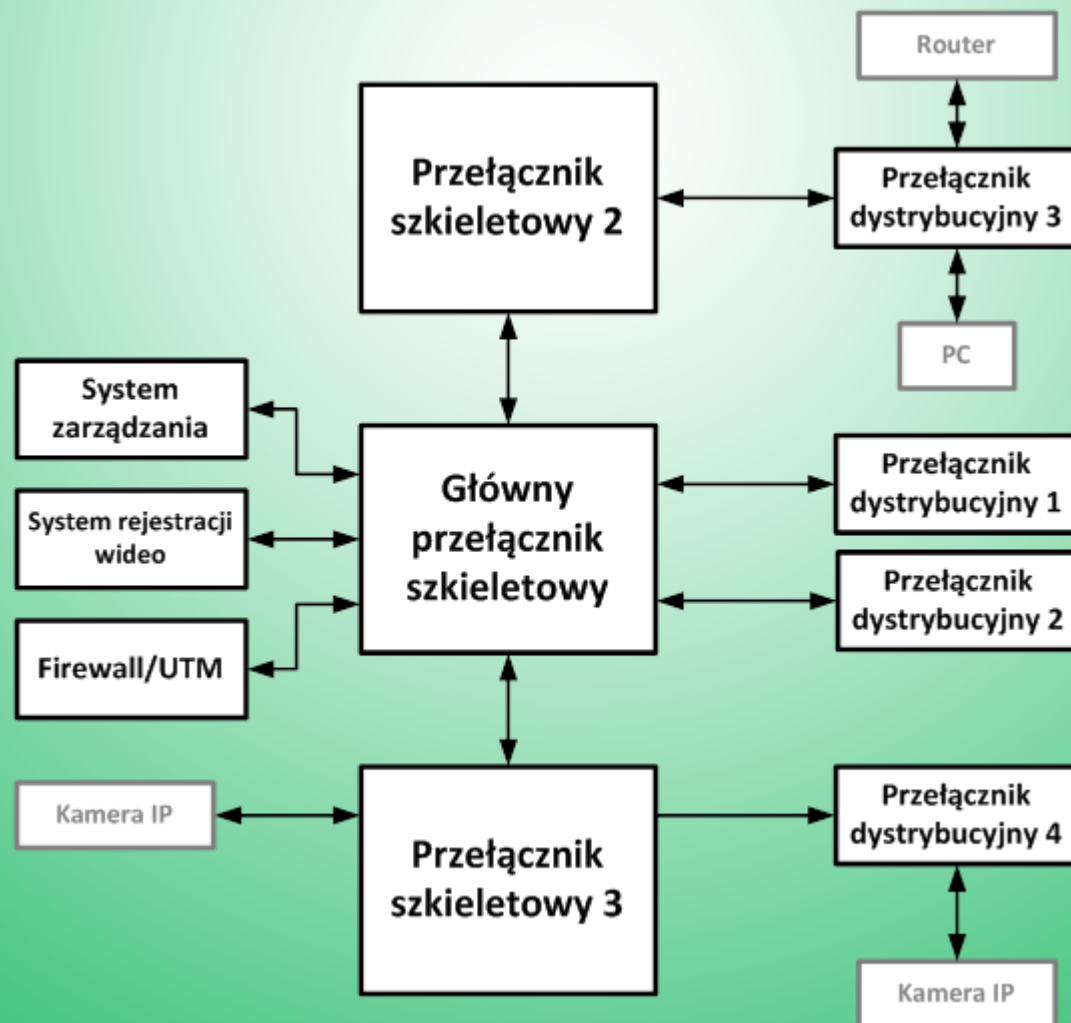 Router
Przełącznik
szkieletowy 2
Przełącznik
dystrybucyjny 3
PC
System
zarządzania
Główny
przełącznik
szkieletowy
Przełącznik
dystrybucyjny 1
System rejestracji
wideo
Przełącznik
dystrybucyjny 2
Firewall/UTM
Kamera IP
Przełącznik
szkieletowy 3
Przełącznik
dystrybucyjny 4
Kamera IP